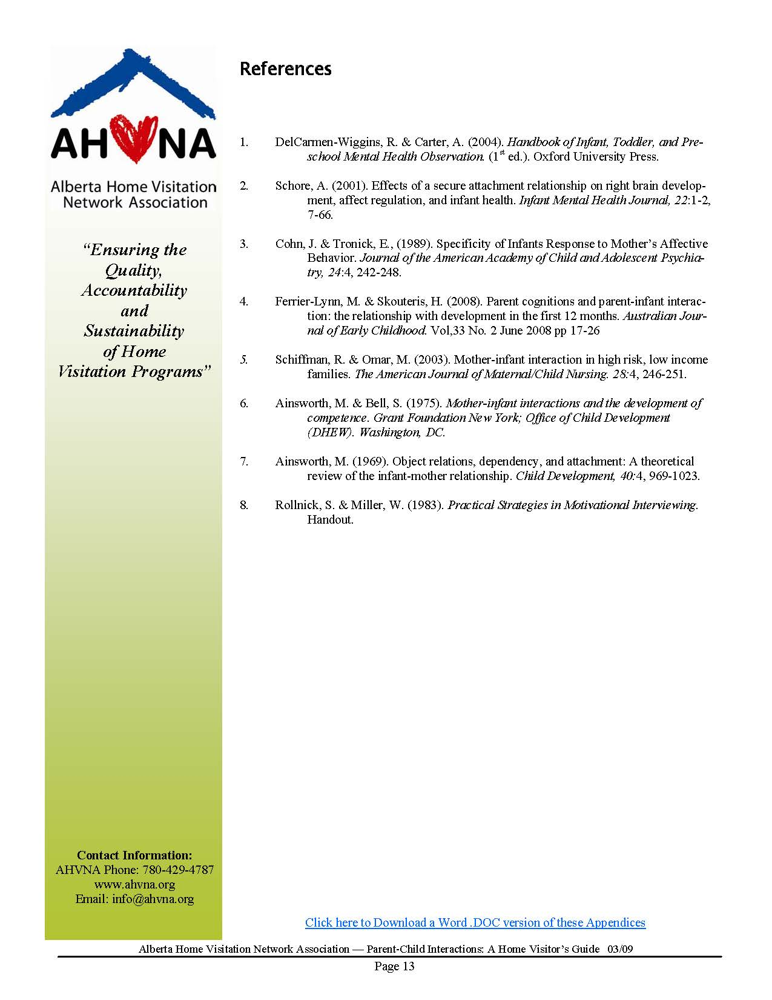 AHVNA
Alberta Home Visitation
Network Association
“Ensuring the
Quality,
Accountability
and
Sustainability
of Home
Visitation Programs”
Contact Information:
AHVNA Phone: 780-429-4787
www.ahvna.org
Email: info@ahvna.org
References
1. DelCarmen-Wiggins, R. & Carter, A. (2004). Handbook of Infant, Toddler, and Pre-
school Mental Health Observation. (1st ed.). Oxford University Press.
2. Schore, A. (2001). Effects of a secure attachment relationship on right brain develop-
ment, affect regulation, and infant health. Infant Mental Health Journal, 22:1-2,
7-66.
3. Cohn, J. & Tronick, E., (1989). Specificity of Infants Response to Mother’s Affective
Behavior. Journal of the American Academy of Child and Adolescent Psychia-
try, 24:4, 242-248.
4. Ferrier-Lynn, M. & Skouteris, H. (2008). Parent cognitions and parent-infant interac-
tion: the relationship with development in the first 12 months. Australian Jour-
nal of Early Childhood. Vol,33 No. 2 June 2008 pp 17-26
5. Schiffman, R. & Omar, M. (2003). Mother-infant interaction in high risk, low income
families. The American Journal of Maternal/Child Nursing. 28:4, 246-251.
6. Ainsworth, M. & Bell, S. (1975). Mother-infant interactions and the development of
competence. Grant Foundation New York; Office of Child Development
(DHEW). Washington, DC.
7. Ainsworth, M. (1969). Object relations, dependency, and attachment: A theoretical
review of the infant-mother relationship. Child Development, 40:4, 969-1023.
8. Rollnick, S. & Miller, W. (1983). Practical Strategies in Motivational Interviewing.
Handout.
Click here to Download a Word .DOC version of these Appendices
Alberta Home Visitation Network Association — Parent-Child Interactions: A Home Visitor’s Guide 03/09
Page 13